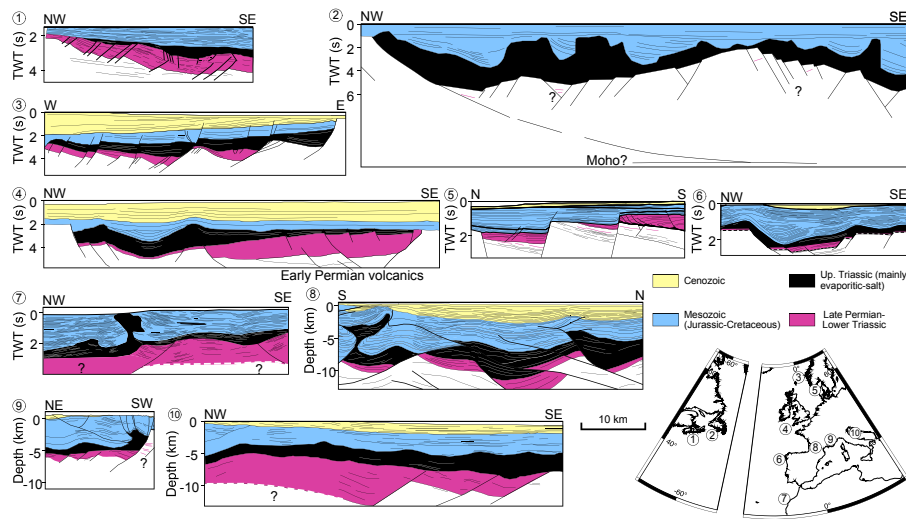 ① NW SE
TWT (s)
2
4
② NW SE
TWT (s)
0
2
4
6
?
?
Moho?
③ W E
TWT (s)
0
2
4
④ NW SE
TWT (s)
0
2
4
Early Permian volcanics
⑤ N S
TWT (s)
0
2
⑥ NW SE
TWT (s)
0
2
Cenozoic
Up. Triassic (mainly
evaporitic-salt)
Mesozoic
(Jurassic-Cretaceous)
Late Permian-
Lower Triassic
⑦ NW SE
TWT (s)
0
2
? ?
⑧ S N
Depth (km)
0
-5
-10
⑨ NE SW
Depth (km)
0
-5
-10
?
⑩ NW SE
Depth (km)
0
-5
-10
?
10 km
60°
40°
-60°
① ②
60°
0°
③ ⑤ ④ ⑩ ⑨ ⑧ ⑥ ⑦